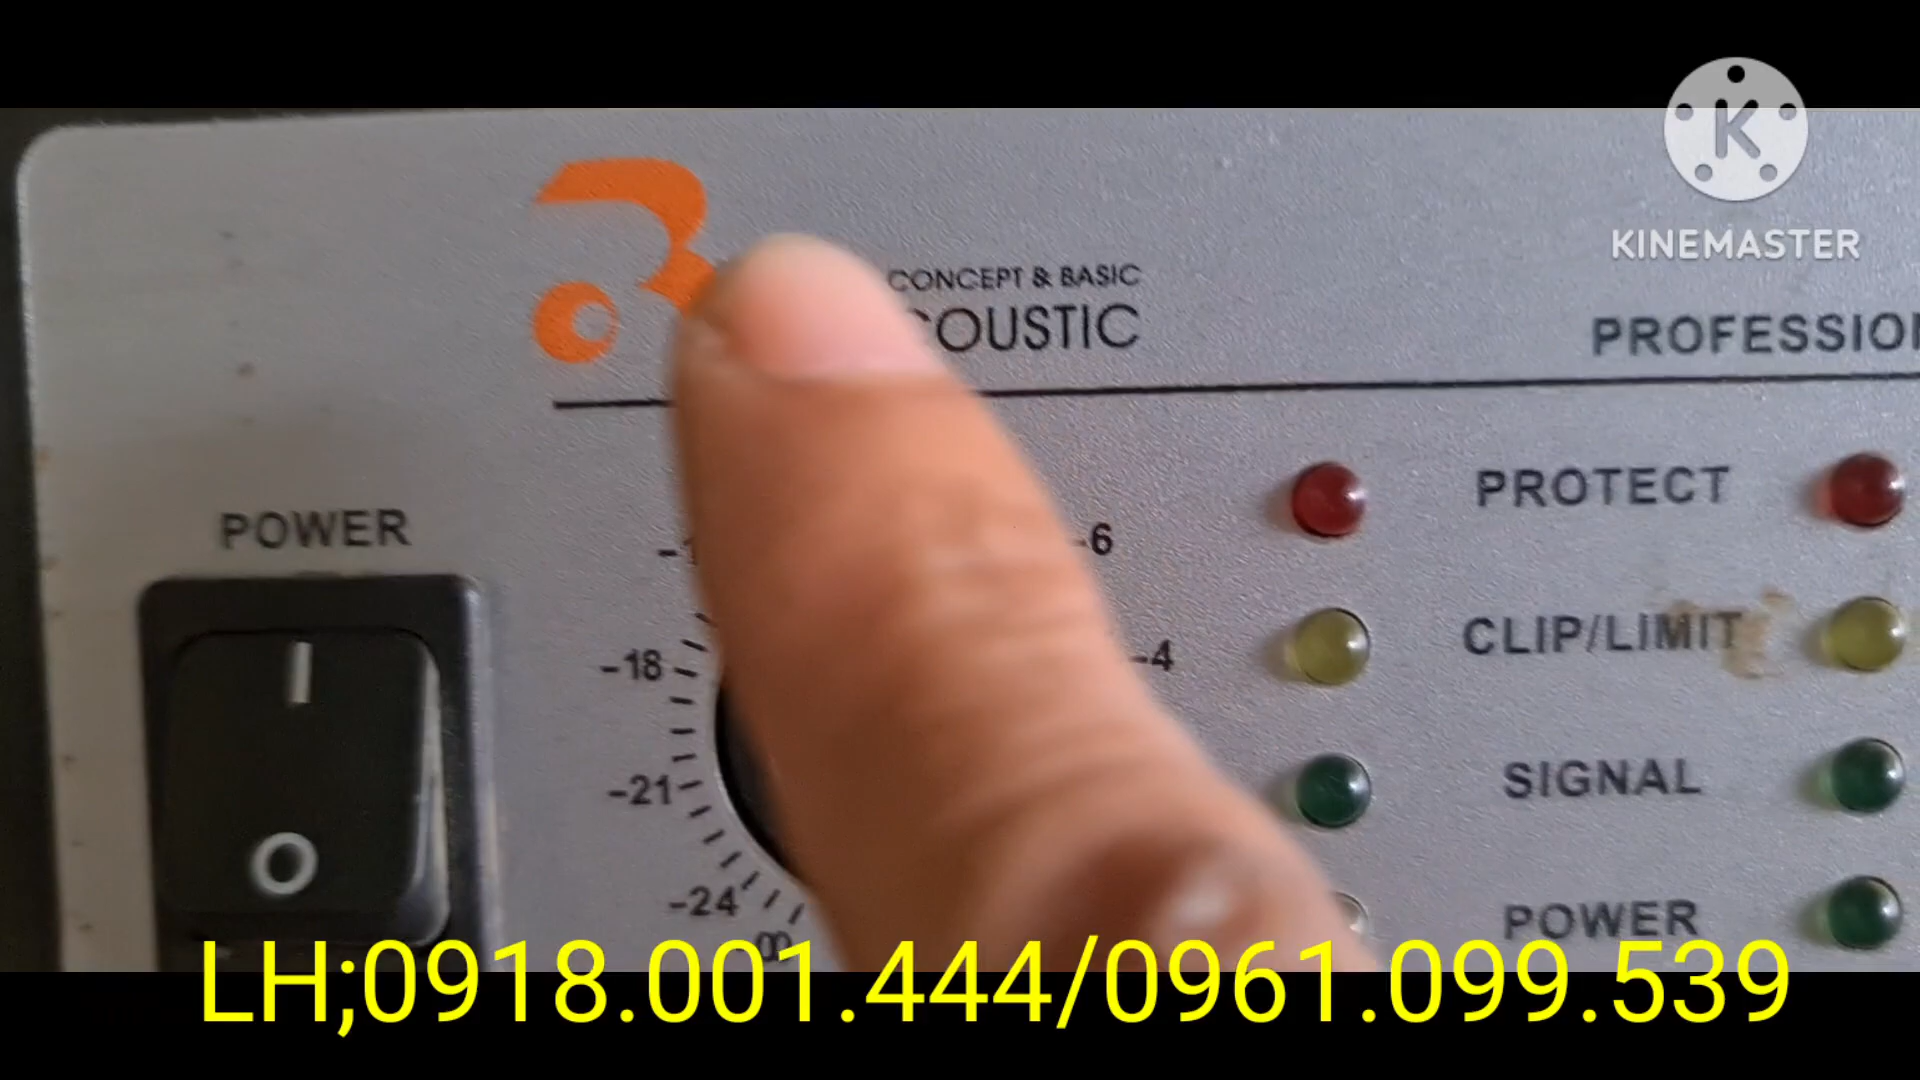 K
KINEMASTER
CONCEPT & BASIC
COUSTIC
PROFESSIO
POWER
PROTECT
-6
CLIP/LIMIT
-18
-4
-21
SIGNAL
-24
POWER
∞
LH;0918.001.444/0961.099.539